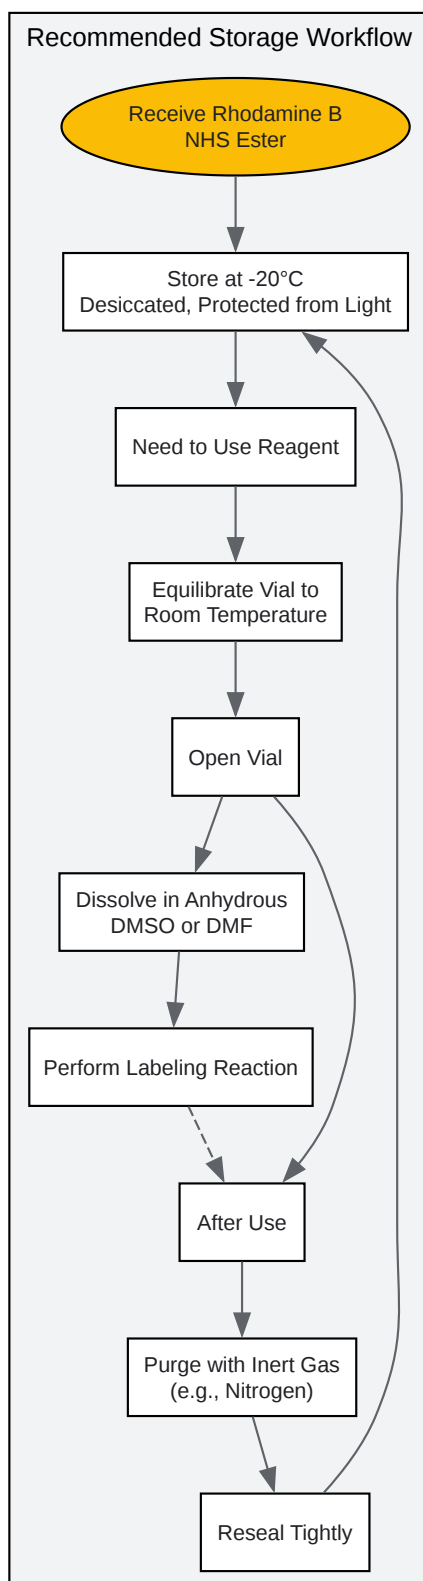 Recommended Storage Workflow
Receive Rhodamine B
NHS Ester
Store at -20°C
Desiccated, Protected from Light
Need to Use Reagent
Equilibrate Vial to
Room Temperature
Open Vial
Dissolve in Anhydrous
DMSO or DMF
Perform Labeling Reaction
After Use
Purge with Inert Gas
(e.g., Nitrogen)
Reseal Tightly